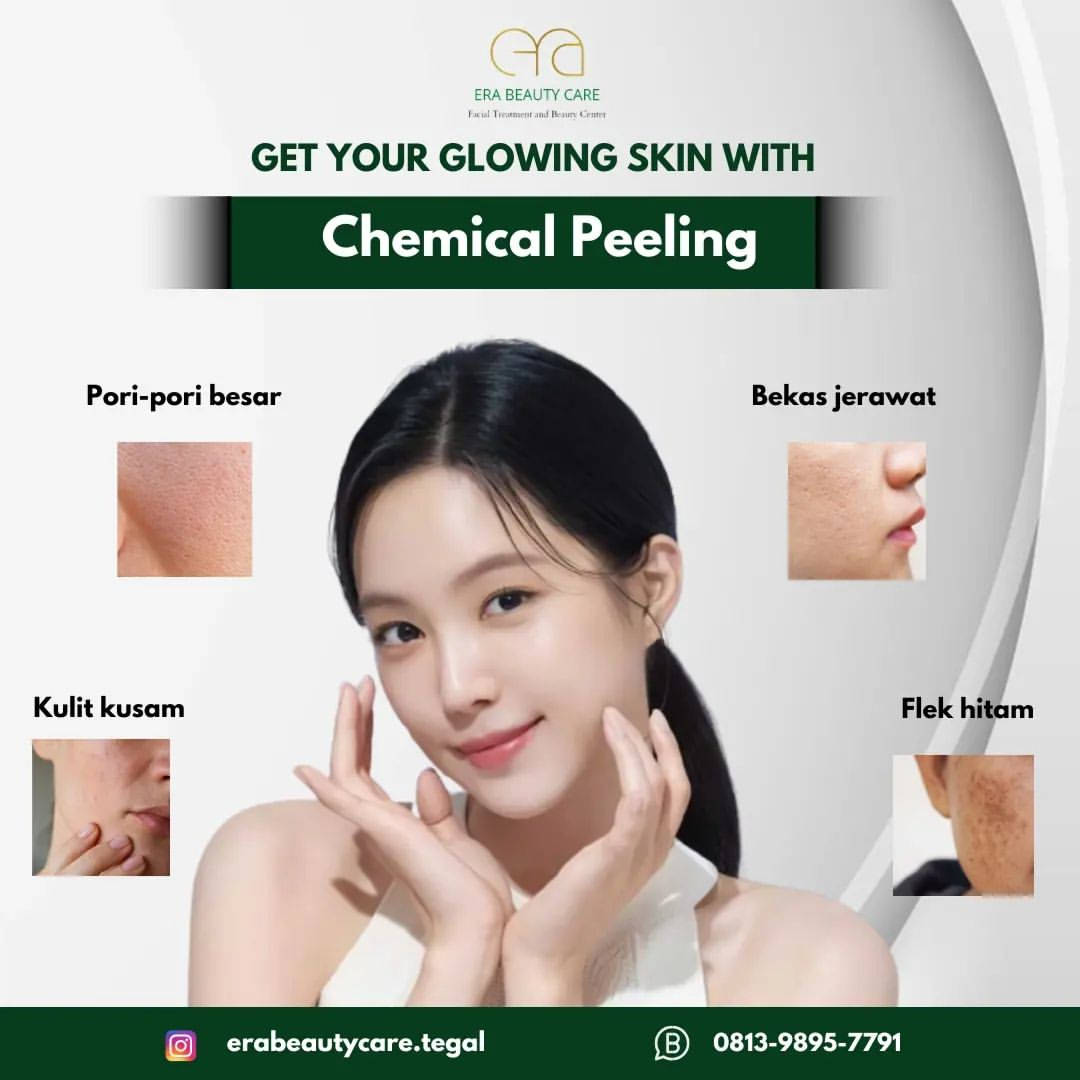 era
ERA BEAUTY CARE
Facial Treatment and Beauty Center
GET YOUR GLOWING SKIN WITH
Chemical Peeling
Pori-pori besar
Bekas jerawat
Kulit kusam
Flek hitam
erabeautycare.tegal
B
0813-9895-7791